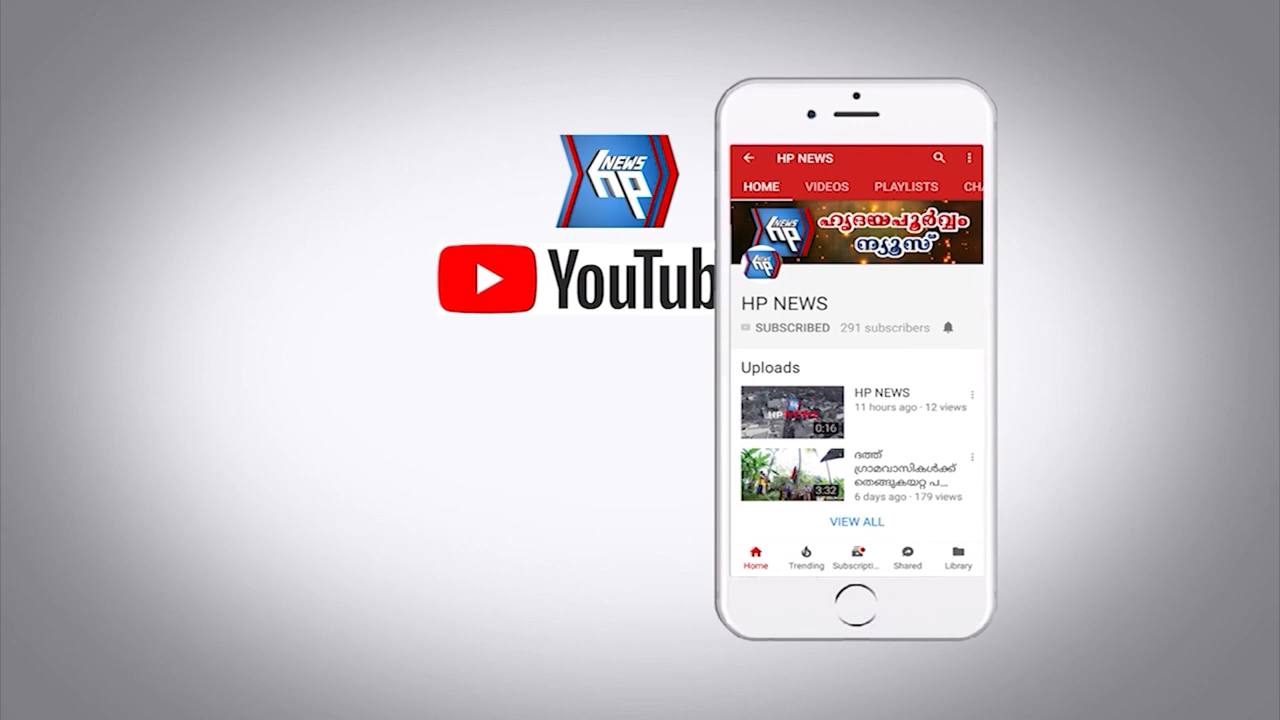 NEWS
hp
YouTub
HP NEWS
HOME VIDEOS PLAYLISTS CHA
NEWS
hp
ഹൃദയപൂർവ്വം
ന്യൂസ്
HP NEWS
SUBSCRIBED 291 subscribers
Uploads
HP NEWS
11 hours ago · 12 views
HP NEWS
0:16
ദത്ത്
ഗ്രാമവാസികൾക്ക്
തെങ്ങുകയറ്റ പ...
6 days ago · 179 views
3:32
VIEW ALL
Home Trending Subscripti... Shared Library